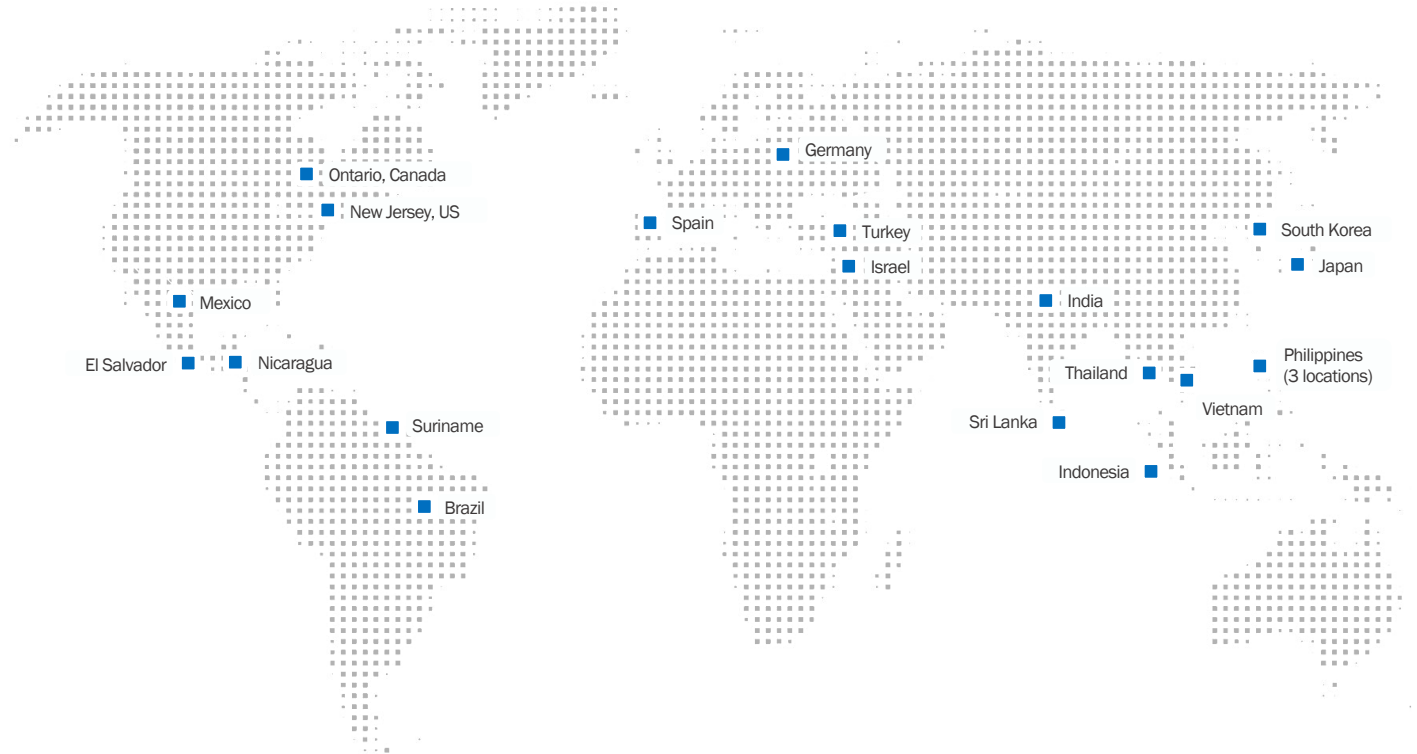 Germany
Ontario, Canada
New Jersey, US
Spain
Turkey
South Korea
Israel
Japan
Mexico
India
El Salvador
Nicaragua
Thailand
Philippines
(3 locations)
Vietnam
Suriname
Sri Lanka
Indonesia
Brazil